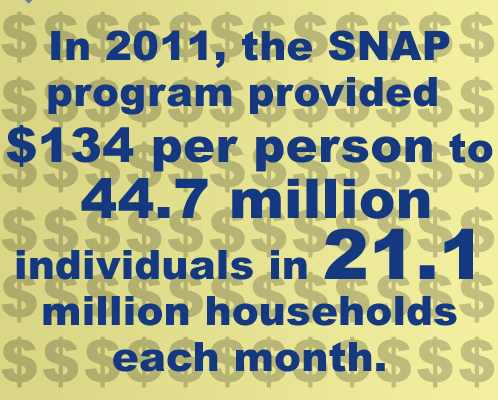 In 2011, the SNAP
program provided
$134 per person to
44.7 million
individuals in 21.1
million households
each month.